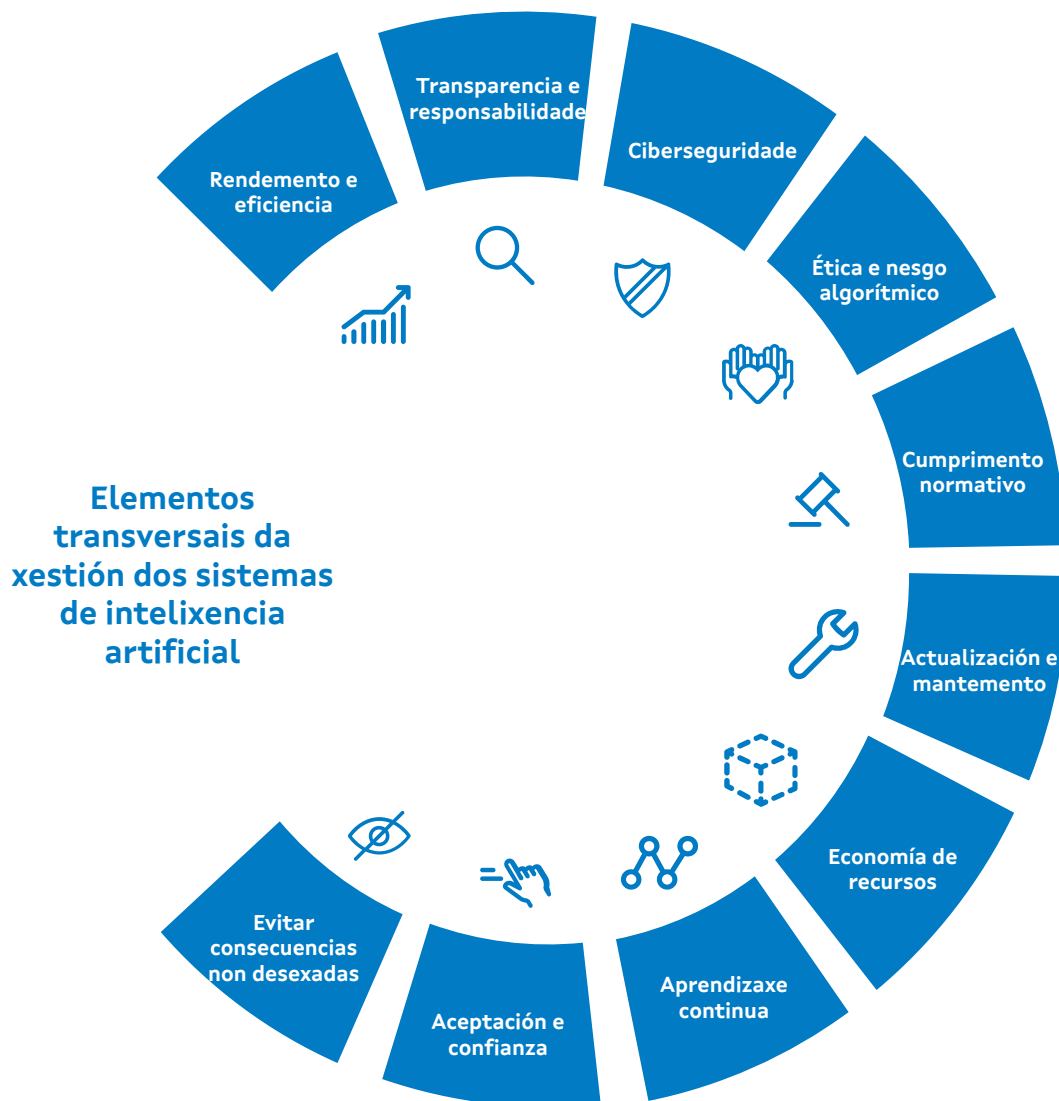 Transparencia e
responsabilidade
Ciberseguridade
Rendemento e
eficiencia
Ética e nesgo
algorítmico
Cumprimento
normativo
Elementos
transversais da
xestión dos sistemas
de intelixencia
artificial
Actualización e
mantemento
Economía de
recursos
Aprendizaxe
continua
Aceptación e
confianza
Evitar
consecuencias
non desexadas